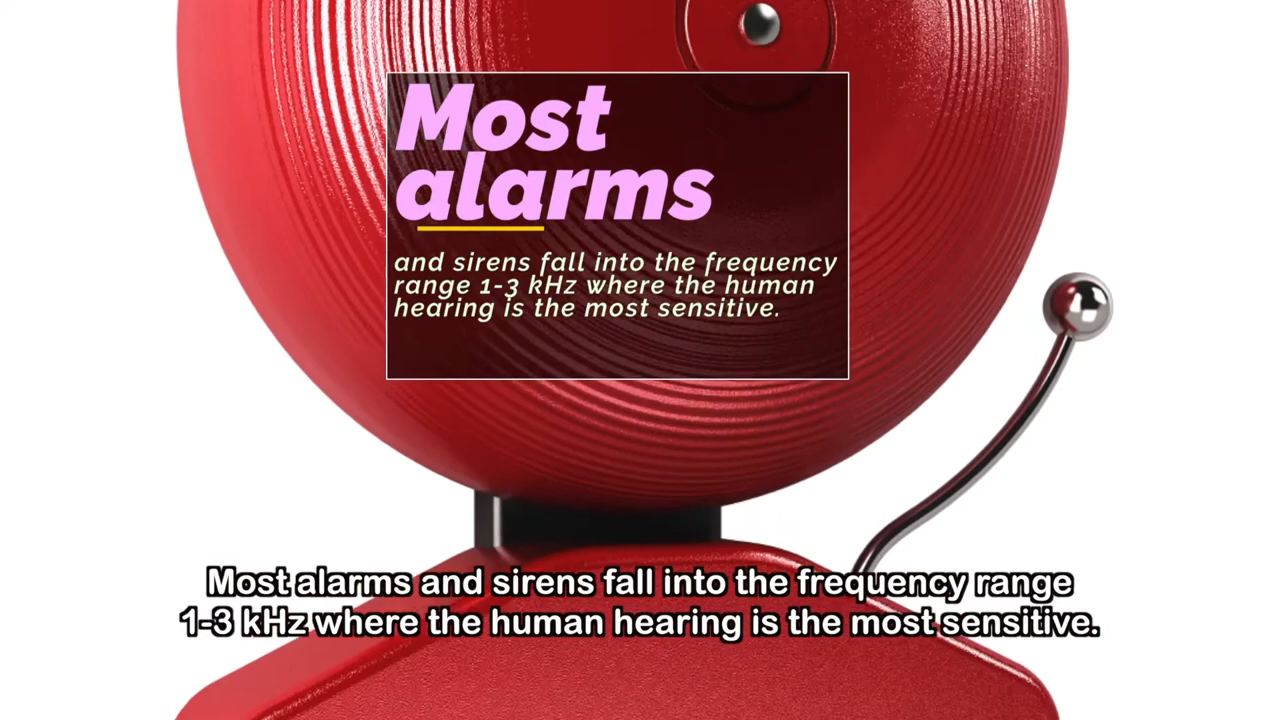 Most
alarms
and sirens fall into the frequency
range 1-3 kHz where the human
hearing is the most sensitive.
Most alarms and sirens fall into the frequency range
1-3 kHz where the human hearing is the most sensitive.